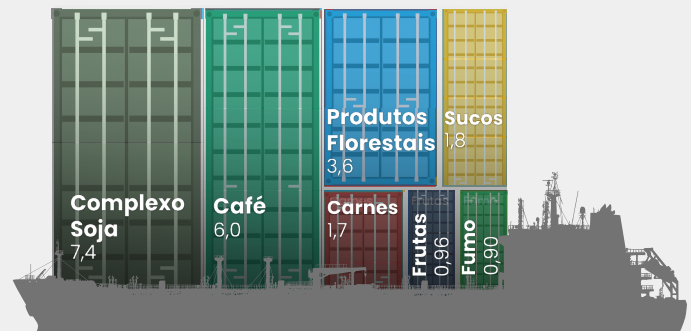 Complexo
Soja
7,4
Café
6,0
Produtos
Florestais
3,6
Sucos
1,8
Carnes
1,7
Frutas
0,96
Fumo
0,90